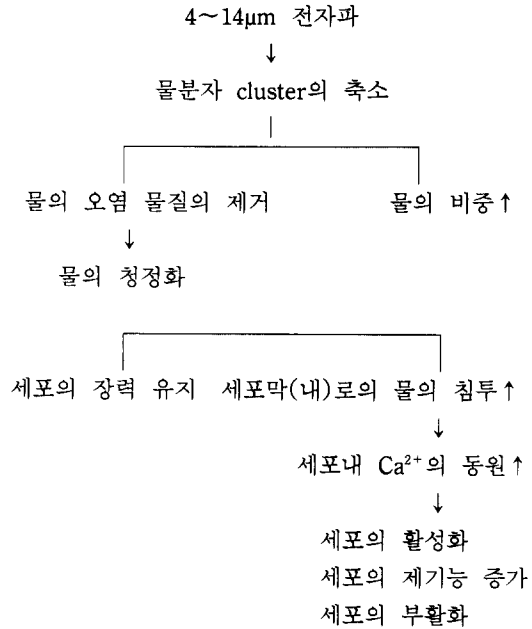 4~14μm 전자파
↓
물분자 cluster의 축소
물의 오염 물질의 제거 물의 비중↑
↓
물의 청정화
세포의 장력 유지 세포막(내)로의 물의 침투↑
↓
세포내 Ca²⁺의 동원↑
↓
세포의 활성화
세포의 제기능 증가
세포의 부활화